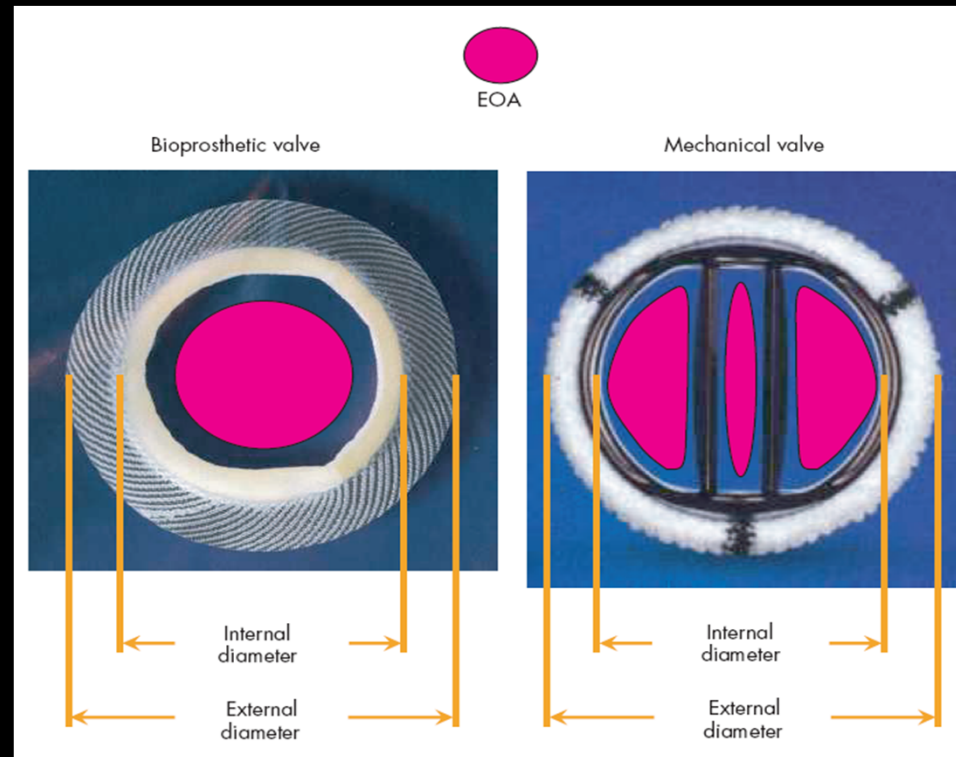 EOA
Bioprosthetic valve
Mechanical valve
Internal
diameter
External
diameter
Internal
diameter
External
diameter